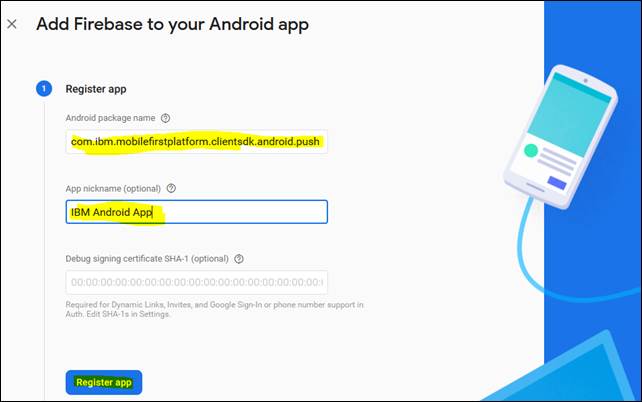 Add Firebase to your Android app
1 Register app
Android package name
com.ibm.mobilefirstplatform.clientsdk.android.push
App nickname (optional)
IBM Android App
Debug signing certificate SHA-1 (optional)
00:00:00:00:00:00:00:00:00:00:00:00:00:00:00:00:00:00:00:
Required for Dynamic Links, Invites, and Google Sign-In or phone number support in
Auth. Edit SHA-1s in Settings.
Register app